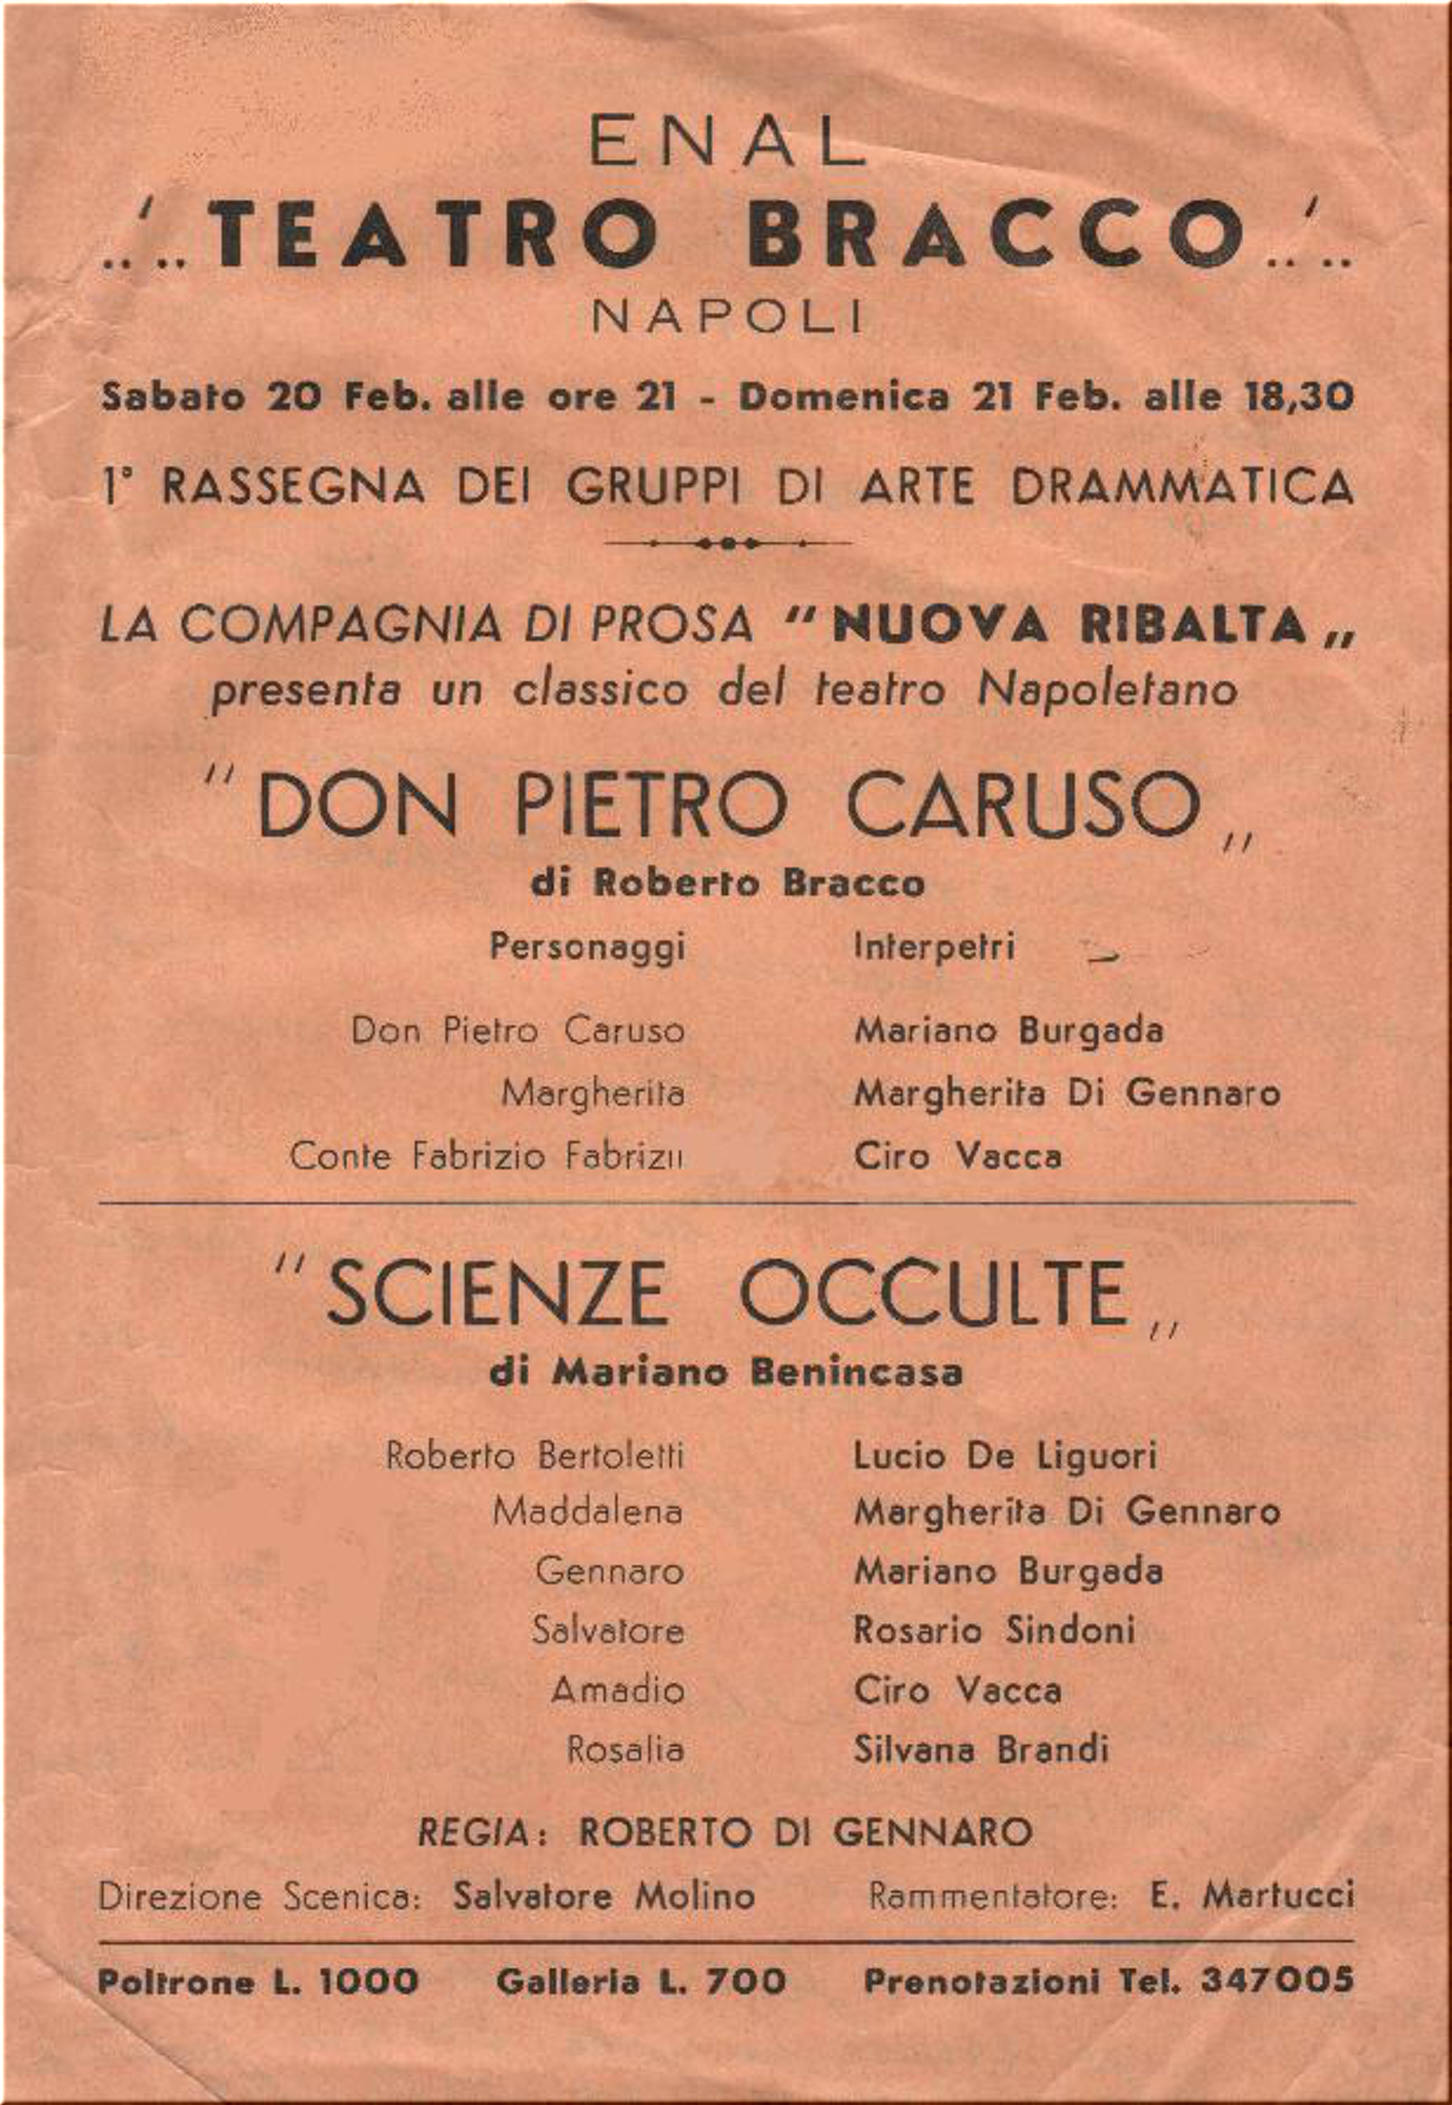 ENAL
..'.. TEATRO BRACCO ..'..
NAPOLI
Sabato 20 Feb. alle ore 21 - Domenica 21 Feb. alle 18,30
1° RASSEGNA DEI GRUPPI DI ARTE DRAMMATICA
LA COMPAGNIA DI PROSA "NUOVA RIBALTA„
presenta un classico del teatro Napoletano
"DON PIETRO CARUSO„
di Roberto Bracco
Personaggi Interpetri
Don Pietro Caruso Mariano Burgada
Margherita Margherita Di Gennaro
Conte Fabrizio Fabrizii Ciro Vacca
"SCIENZE OCCULTE„
di Mariano Benincasa
Roberto Bertoletti Lucio De Liguori
Maddalena Margherita Di Gennaro
Gennaro Mariano Burgada
Salvatore Rosario Sindoni
Amadio Ciro Vacca
Rosalia Silvana Brandi
REGIA: ROBERTO DI GENNARO
Direzione Scenica: Salvatore Molino Rammentatore: E. Martucci
Poltrone L. 1000 Galleria L. 700 Prenotazioni Tel. 347005